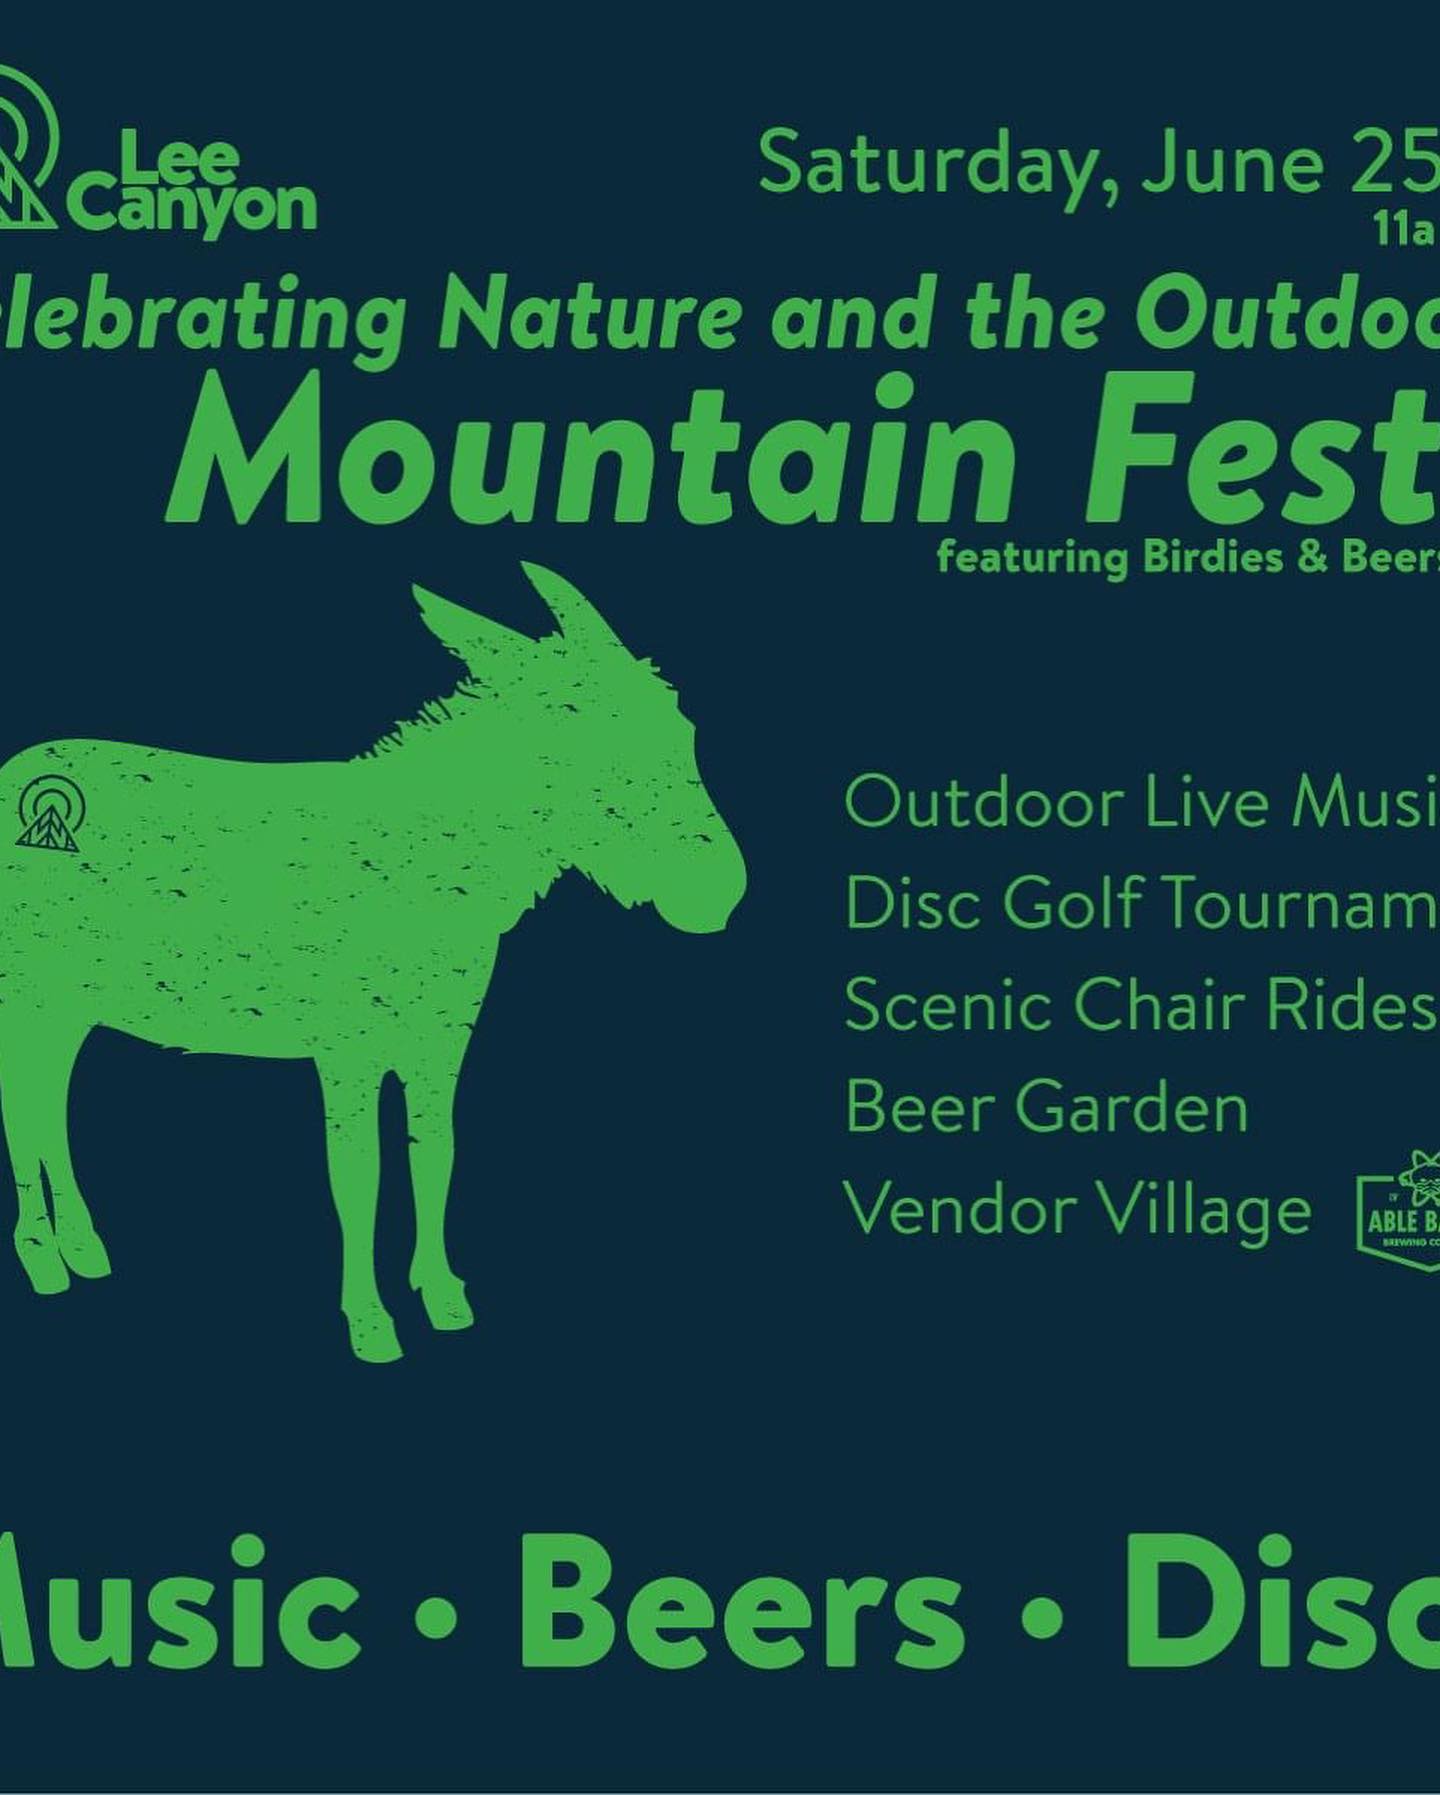 Lee
Canyon
Saturday, June 25
11a
elebrating Nature and the Outdoo
Mountain Fest
featuring Birdies & Beers
Outdoor Live Musi
Disc Golf Tournam
Scenic Chair Rides
Beer Garden
Vendor Village
ABLE BA
BREWING CO
Music • Beers • Disc